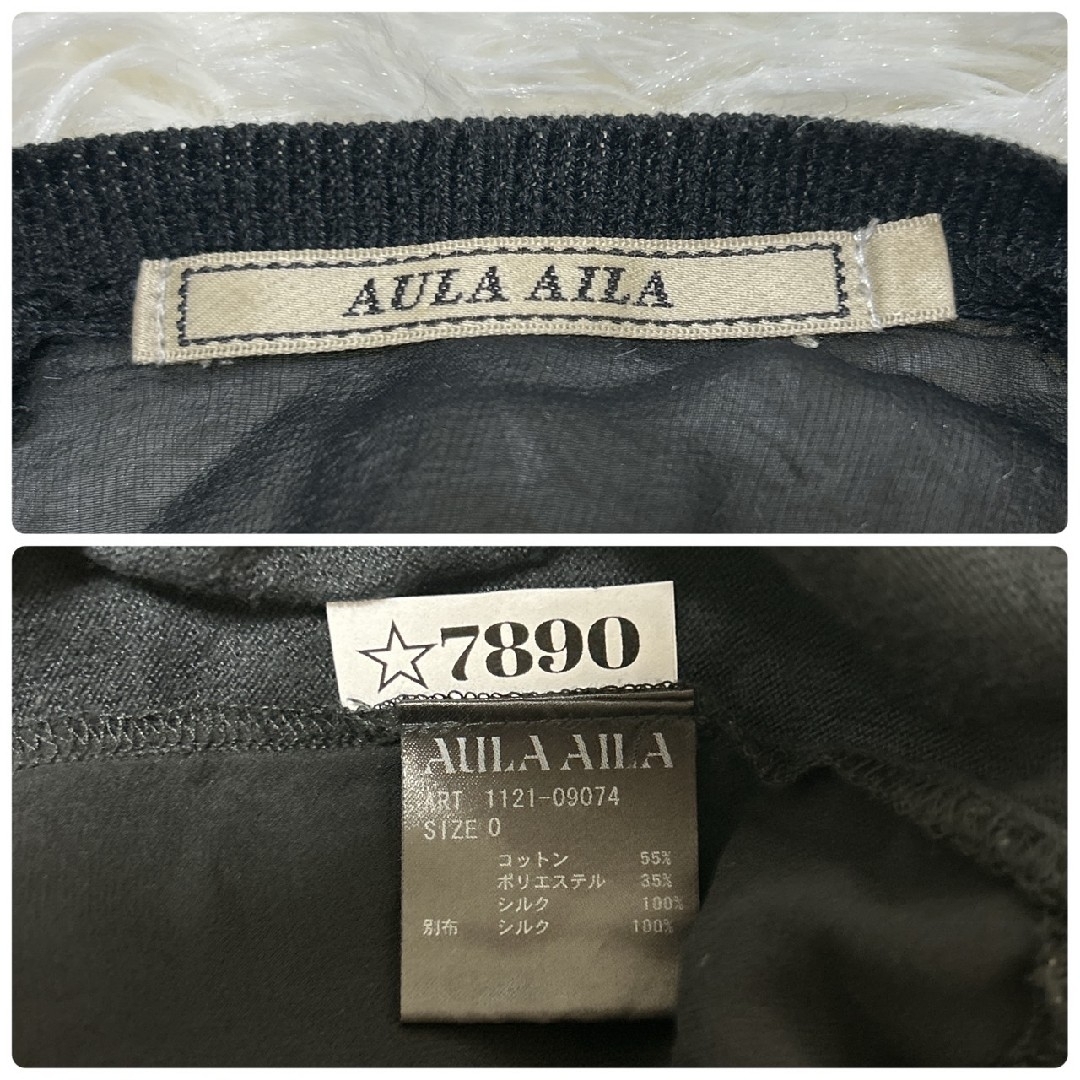 AULA AILA
☆7890
AULA AILA
ART 1121-09074
SIZE 0
コットン 55%
ポリエステル 35%
シルク 100%
別布 シルク 100%